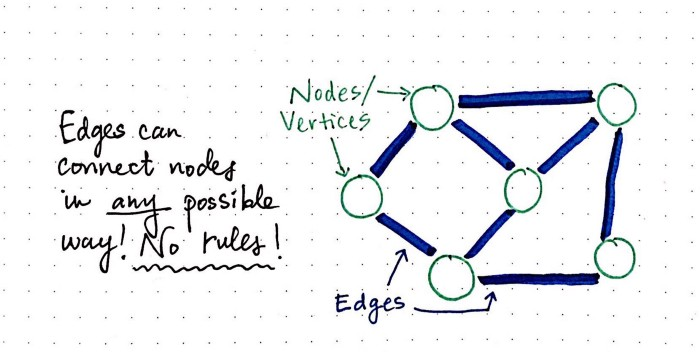 Edges can
connect nodes
in any possible
way! No rules!
Nodes/
Vertices
Edges